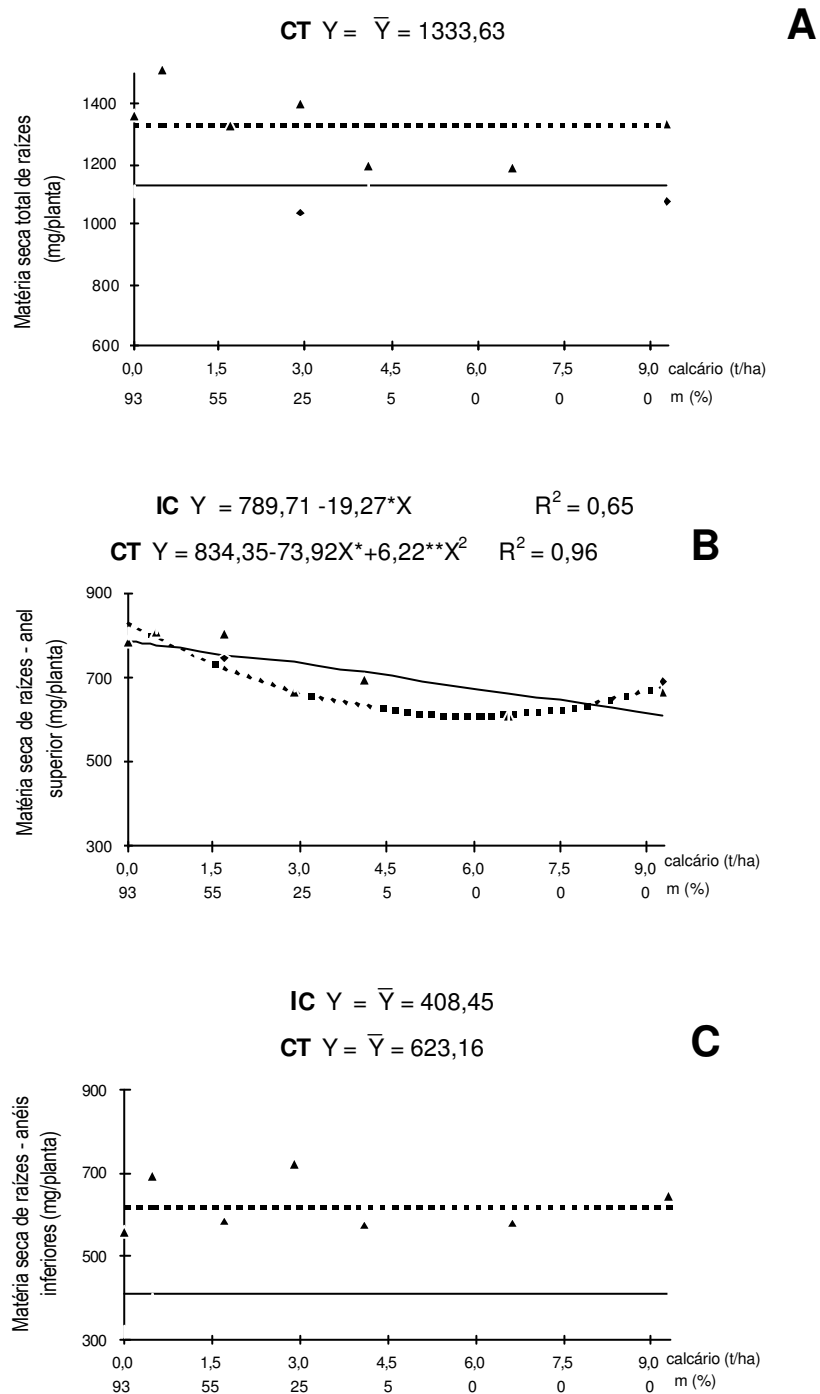 CT Y = Y̅ = 1333,63
A
Matéria seca total de raízes
(mg/planta)
1400
1200
1000
800
600
0,0 1,5 3,0 4,5 6,0 7,5 9,0 calcário (t/ha)
93 55 25 5 0 0 0 m (%)
IC Y = 789,71 -19,27*X R² = 0,65
CT Y = 834,35-73,92X*+6,22**X² R² = 0,96
B
Matéria seca de raízes - anel
superior (mg/planta)
900
700
500
300
0,0 1,5 3,0 4,5 6,0 7,5 9,0 calcário (t/ha)
93 55 25 5 0 0 0 m (%)
IC Y = Y̅ = 408,45
CT Y = Y̅ = 623,16
C
Matéria seca de raízes - anéis
inferiores (mg/planta)
900
700
500
300
0,0 1,5 3,0 4,5 6,0 7,5 9,0 calcário (t/ha)
93 55 25 5 0 0 0 m (%)